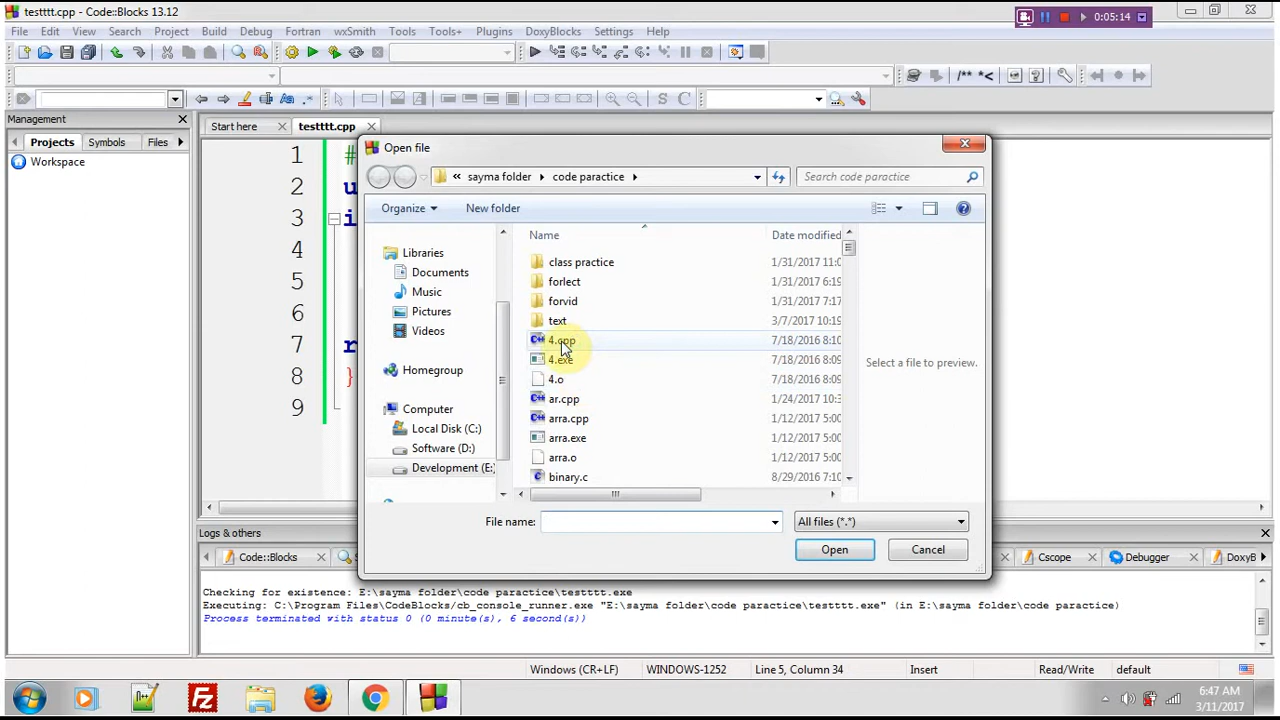 testttt.cpp - Code::Blocks 13.12
00:05:14
File Edit View Search Project Build Debug Fortran wxSmith Tools Tools+ Plugins DoxyBlocks Settings Help
/** *<
S C
Management
Start here
testttt.cpp
Projects Symbols Files
Workspace
1 #
2 u
3 i
4
5
6
7 r
8 }
9
Open file
« sayma folder code paractice
Search code paractice
Organize New folder
Libraries
Documents
Music
Pictures
Videos
Homegroup
Computer
Local Disk (C:)
Software (D:)
Development (E:)
Name Date modified
class practice 1/31/2017 11:0
forlect 1/31/2017 6:19
forvid 1/31/2017 7:17
text 3/7/2017 10:19
4.cpp 7/18/2016 8:10
4.exe 7/18/2016 8:09
4.o 7/18/2016 8:09
ar.cpp 1/24/2017 10:3
arra.cpp 1/12/2017 5:00
arra.exe 1/12/2017 5:00
arra.o 1/12/2017 5:00
binary.c 8/29/2016 7:10
Select a file to preview.
File name: All files (*.*)
Open Cancel
Logs & others
Code::Blocks Cscope Debugger DoxyB
Checking for existence: E:\sayma folder\code paractice\testttt.exe
Executing: C:\Program Files\CodeBlocks/cb_console_runner.exe "E:\sayma folder\code paractice\testttt.exe" (in E:\sayma folder\code paractice)
Process terminated with status 0 (0 minute(s), 6 second(s))
Windows (CR+LF) WINDOWS-1252 Line 5, Column 34 Insert Read/Write default
6:47 AM
3/11/2017